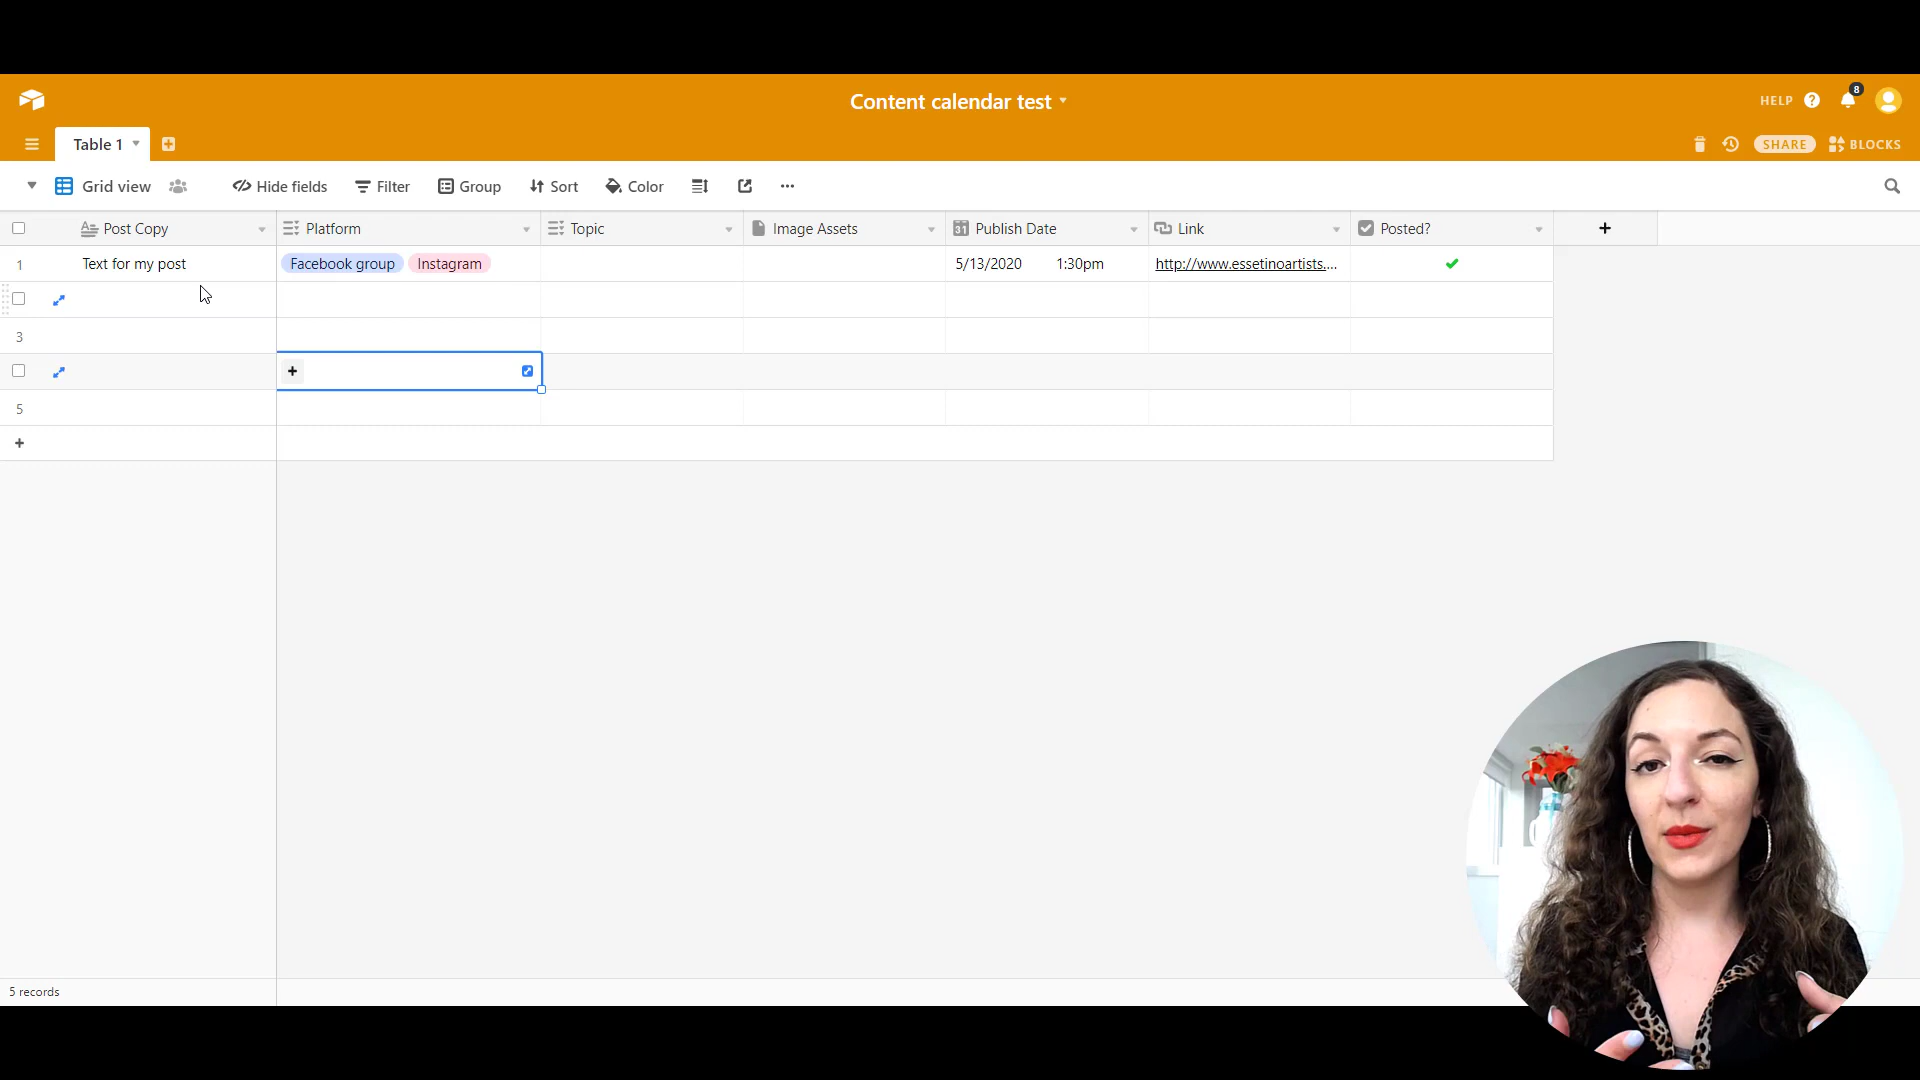 Content calendar test
HELP ?
8
Table 1
SHARE
BLOCKS
Grid view
Hide fields
Filter
Group
Sort
Color
Post Copy
Platform
Topic
Image Assets
31 Publish Date
Link
Posted?
1 Text for my post Facebook group Instagram 5/13/2020 1:30pm http://www.essetinoartists....
3
5
5 records